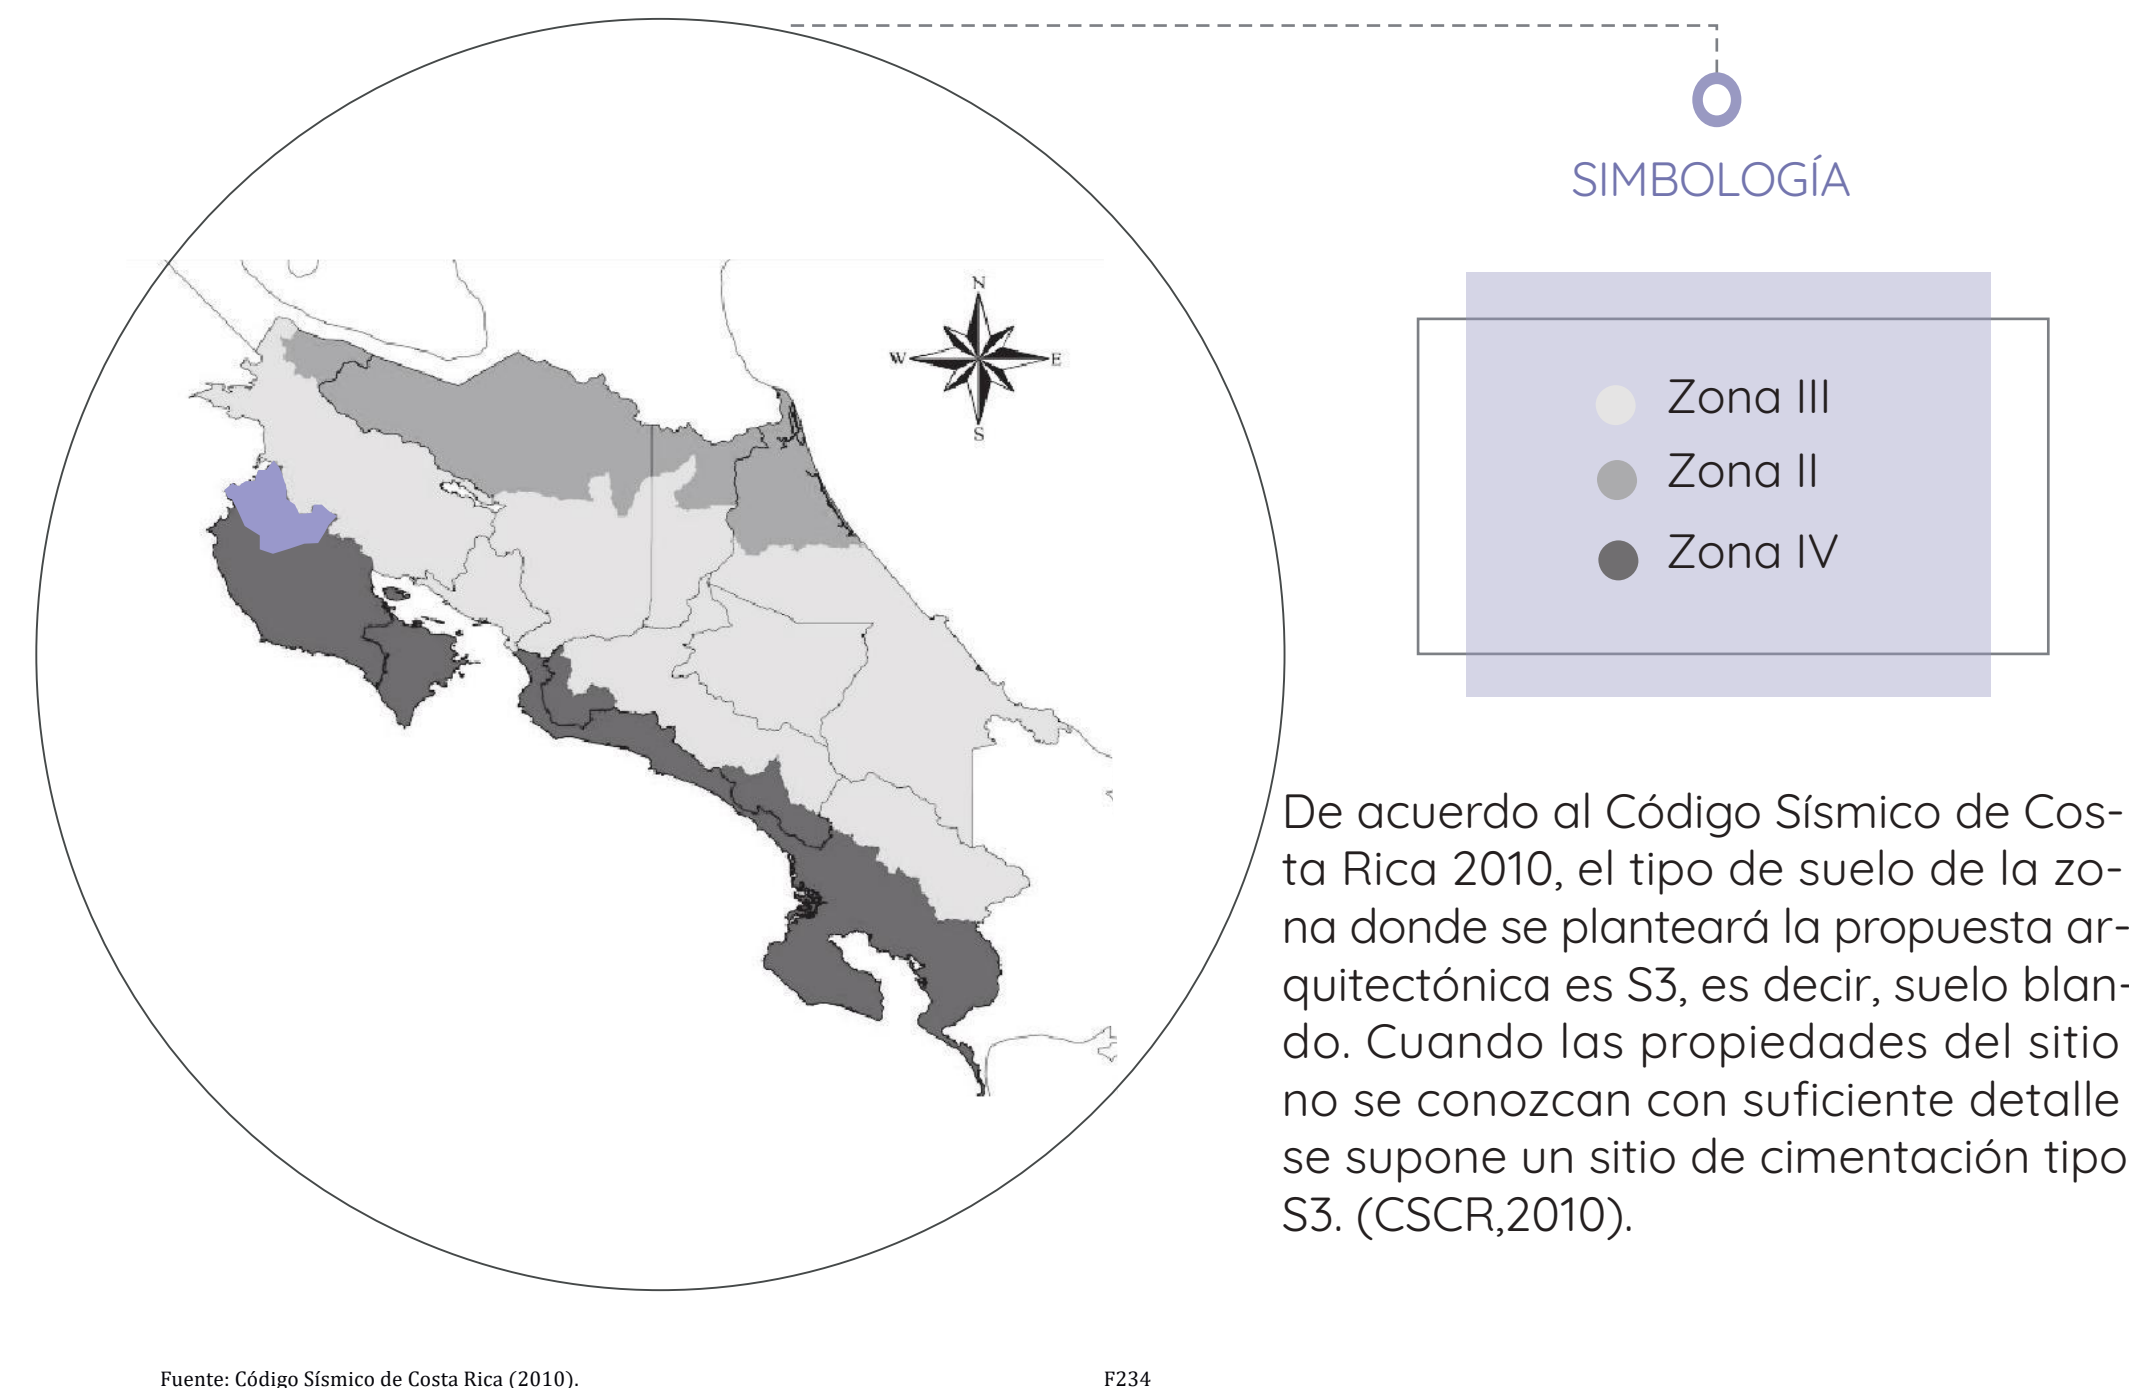 SIMBOLOGÍA
N
W
E
S
Zona III
Zona II
Zona IV
De acuerdo al Código Sísmico de Cos-
ta Rica 2010, el tipo de suelo de la zo-
na donde se planteará la propuesta ar-
quitectónica es S3, es decir, suelo blan-
do. Cuando las propiedades del sitio
no se conozcan con suficiente detalle
se supone un sitio de cimentación tipo
S3. (CSCR,2010).
Fuente: Código Sísmico de Costa Rica (2010).
F234